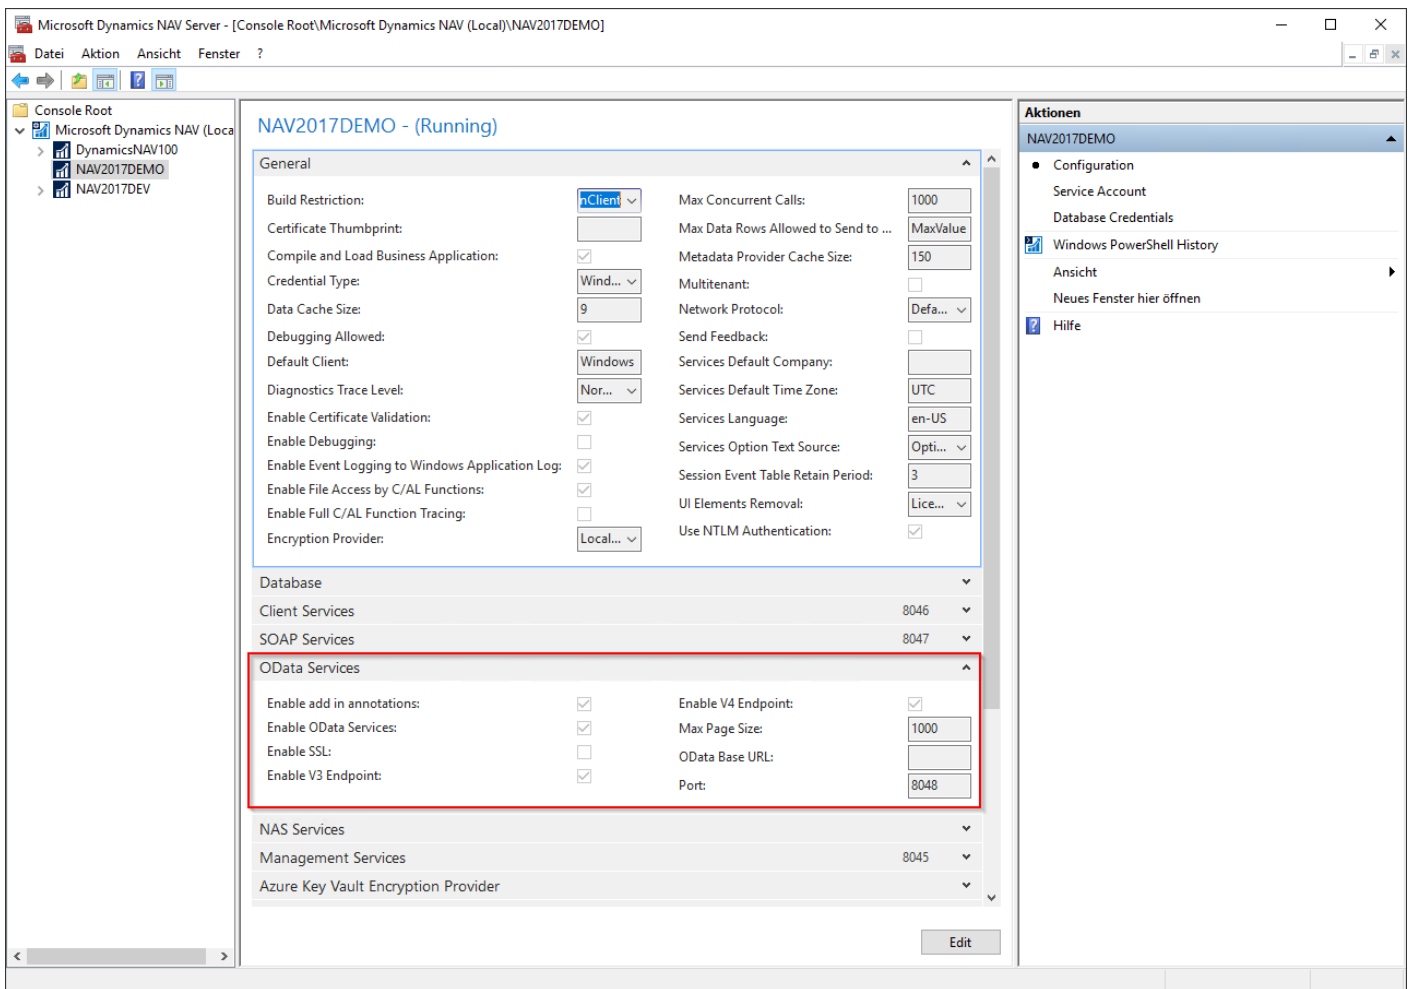 Microsoft Dynamics NAV Server - [Console Root\Microsoft Dynamics NAV (Local)\NAV2017DEMO]
Datei Aktion Ansicht Fenster ?
Console Root
Microsoft Dynamics NAV (Loca
DynamicsNAV100
NAV2017DEMO
NAV2017DEV
NAV2017DEMO - (Running)
General
Build Restriction: nClient
Certificate Thumbprint:
Compile and Load Business Application:
Credential Type: Wind...
Data Cache Size: 9
Debugging Allowed:
Default Client: Windows
Diagnostics Trace Level: Nor...
Enable Certificate Validation:
Enable Debugging:
Enable Event Logging to Windows Application Log:
Enable File Access by C/AL Functions:
Enable Full C/AL Function Tracing:
Encryption Provider: Local...
Max Concurrent Calls: 1000
Max Data Rows Allowed to Send to ... MaxValue
Metadata Provider Cache Size: 150
Multitenant:
Network Protocol: Defa...
Send Feedback:
Services Default Company:
Services Default Time Zone: UTC
Services Language: en-US
Services Option Text Source: Opti...
Session Event Table Retain Period: 3
UI Elements Removal: Lice...
Use NTLM Authentication:
Database
Client Services 8046
SOAP Services 8047
OData Services
Enable add in annotations:
Enable OData Services:
Enable SSL:
Enable V3 Endpoint:
Enable V4 Endpoint:
Max Page Size: 1000
OData Base URL:
Port: 8048
NAS Services
Management Services 8045
Azure Key Vault Encryption Provider
Edit
Aktionen
NAV2017DEMO
Configuration
Service Account
Database Credentials
Windows PowerShell History
Ansicht
Neues Fenster hier öffnen
Hilfe